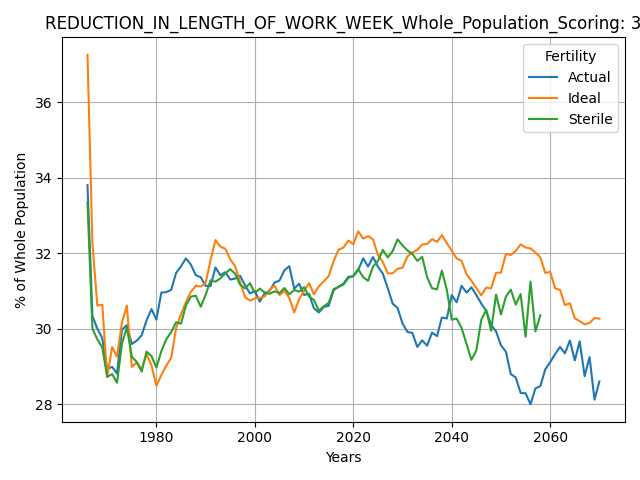 REDUCTION_IN_LENGTH_OF_WORK_WEEK_Whole_Population_Scoring: 3
Fertility
Actual
Ideal
Sterile
% of Whole Population
36
34
32
30
28
1980
2000
2020
2040
2060
Years